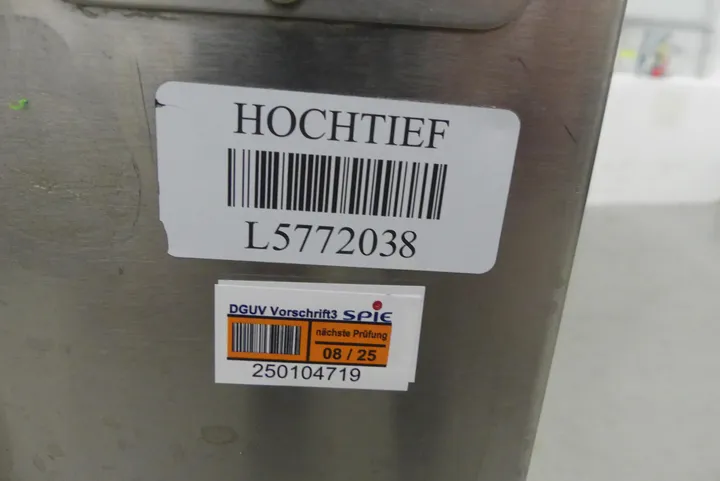 HOCHTIEF
L5772038
DGUV Vorschrift3 SPIE
nächste Prüfung
08 / 25
250104719